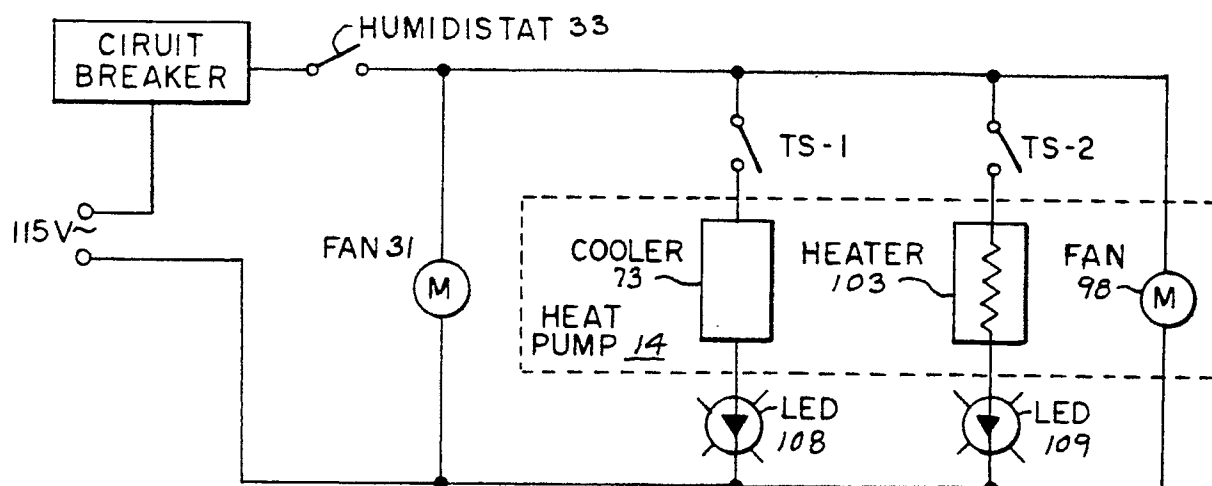 CIRUIT
BREAKER
HUMIDISTAT 33
TS-1
TS-2
115V~
FAN 31
M
COOLER
73
HEATER
103
FAN
98
M
HEAT
PUMP 14
LED
108
LED
109